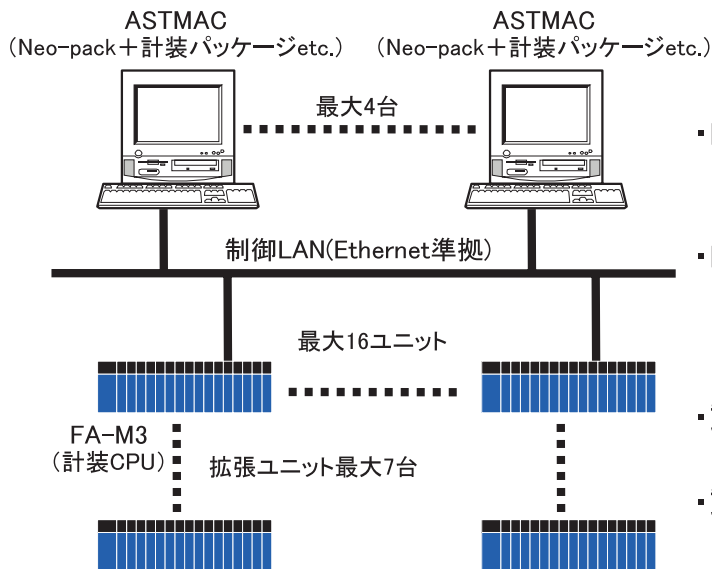 ASTMAC
（Neo-pack＋計装パッケージetc.）
ASTMAC
（Neo-pack＋計装パッケージetc.）
最大4台
制御LAN(Ethernet準拠)
最大16ユニット
FA-M3
（計装CPU）
拡張ユニット最大7台